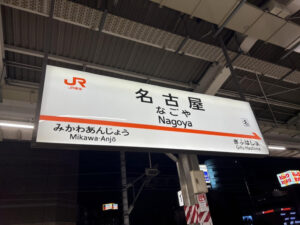 JR
名古屋
なごや
Nagoya
みかわあんじょう
Mikawa-Anjō
ぎふはしま
Gifu-Hashima